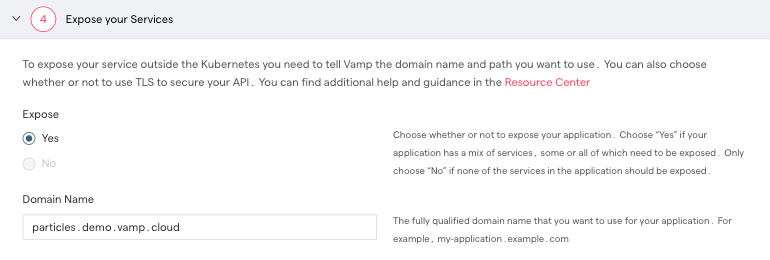 4 Expose your Services
To expose your service outside the Kubernetes you need to tell Vamp the domain name and path you want to use. You can also choose
whether or not to use TLS to secure your API. You can find additional help and guidance in the Resource Center
Expose
Yes
No
Choose whether or not to expose your application. Choose “Yes” if your
application has a mix of services, some or all of which need to be exposed. Only
choose “No” if none of the services in the application should be exposed.
Domain Name
particles.demo.vamp.cloud
The fully qualified domain name that you want to use for your application. For
example, my-application.example.com